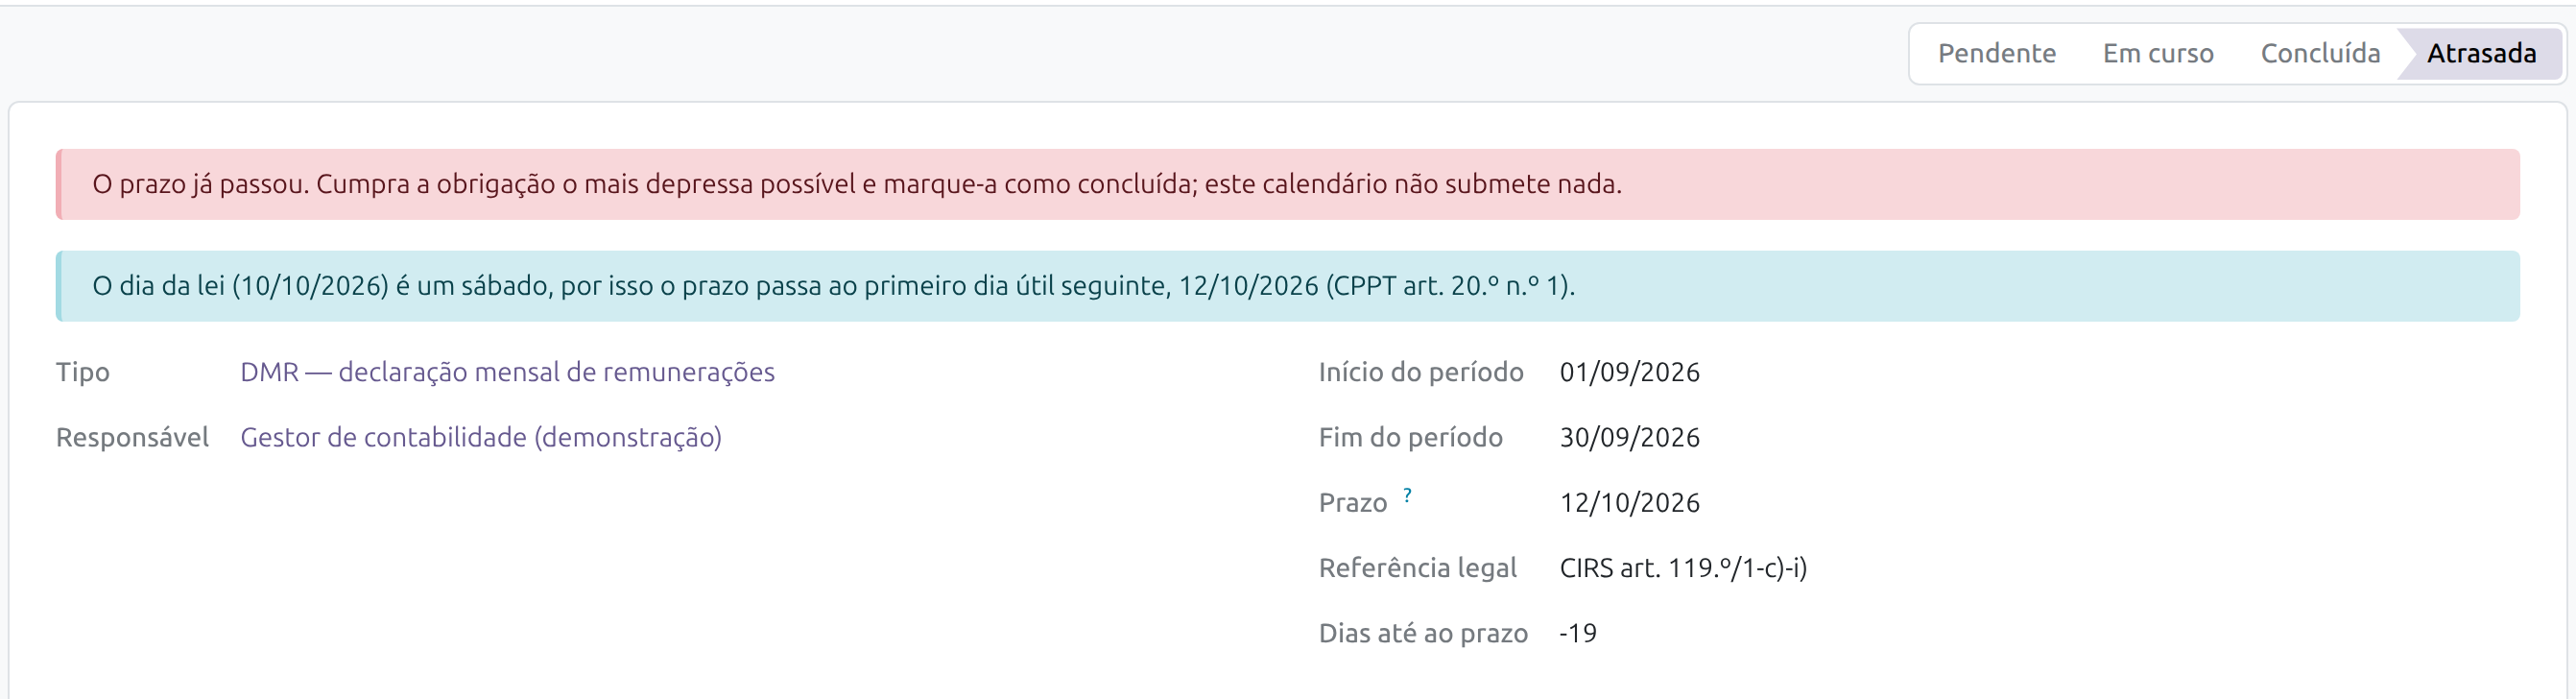 Pendente Em curso Concluída Atrasada
O prazo já passou. Cumpra a obrigação o mais depressa possível e marque-a como concluída; este calendário não submete nada.
O dia da lei (10/10/2026) é um sábado, por isso o prazo passa ao primeiro dia útil seguinte, 12/10/2026 (CPPT art. 20.º n.º 1).
Tipo DMR — declaração mensal de remunerações
Responsável Gestor de contabilidade (demonstração)
Início do período 01/09/2026
Fim do período 30/09/2026
Prazo ? 12/10/2026
Referência legal CIRS art. 119.º/1-c)-i)
Dias até ao prazo -19